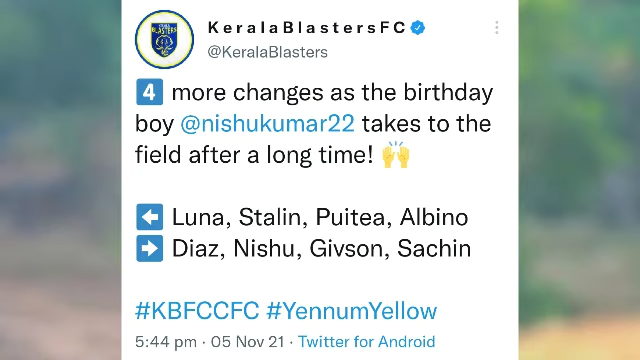 KeralaBlastersFC
@KeralaBlasters
4 more changes as the birthday
boy @nishukumar22 takes to the
field after a long time! 🙌
⬅️ Luna, Stalin, Puitea, Albino
➡️ Diaz, Nishu, Givson, Sachin
#KBFCCFC #YennumYellow
5:44 pm · 05 Nov 21 · Twitter for Android